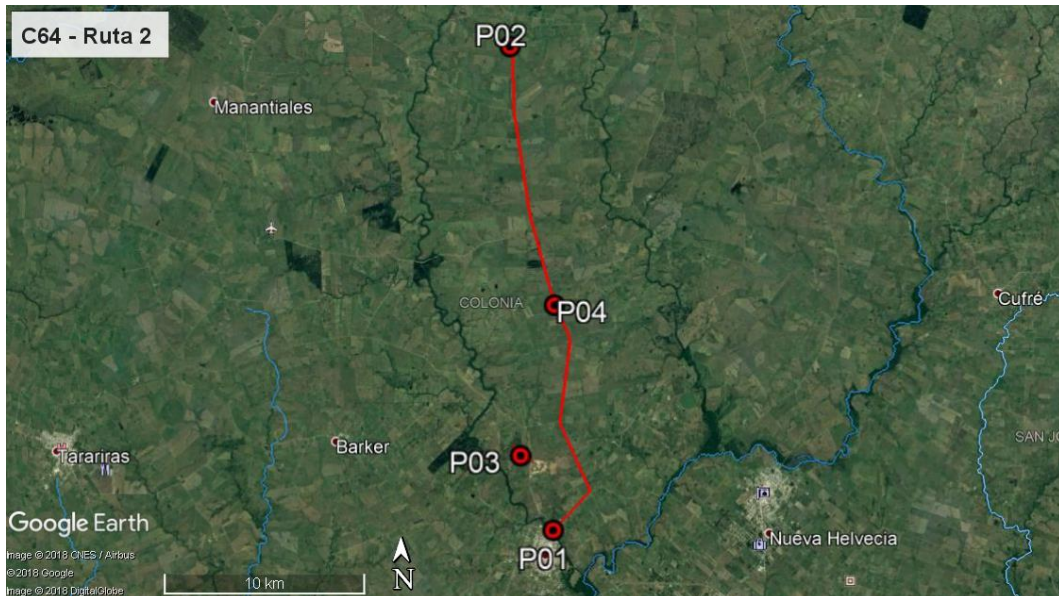 C64 - Ruta 2
P02
Manantiales
COLONIA
P04
Cufré
Barker
Tarariras
P03
SAN JO
Google Earth
P01
Nueva Helvecia
Image © 2018 CNES / Airbus
© 2018 Google
Image © 2018 DigitalGlobe
10 km
N